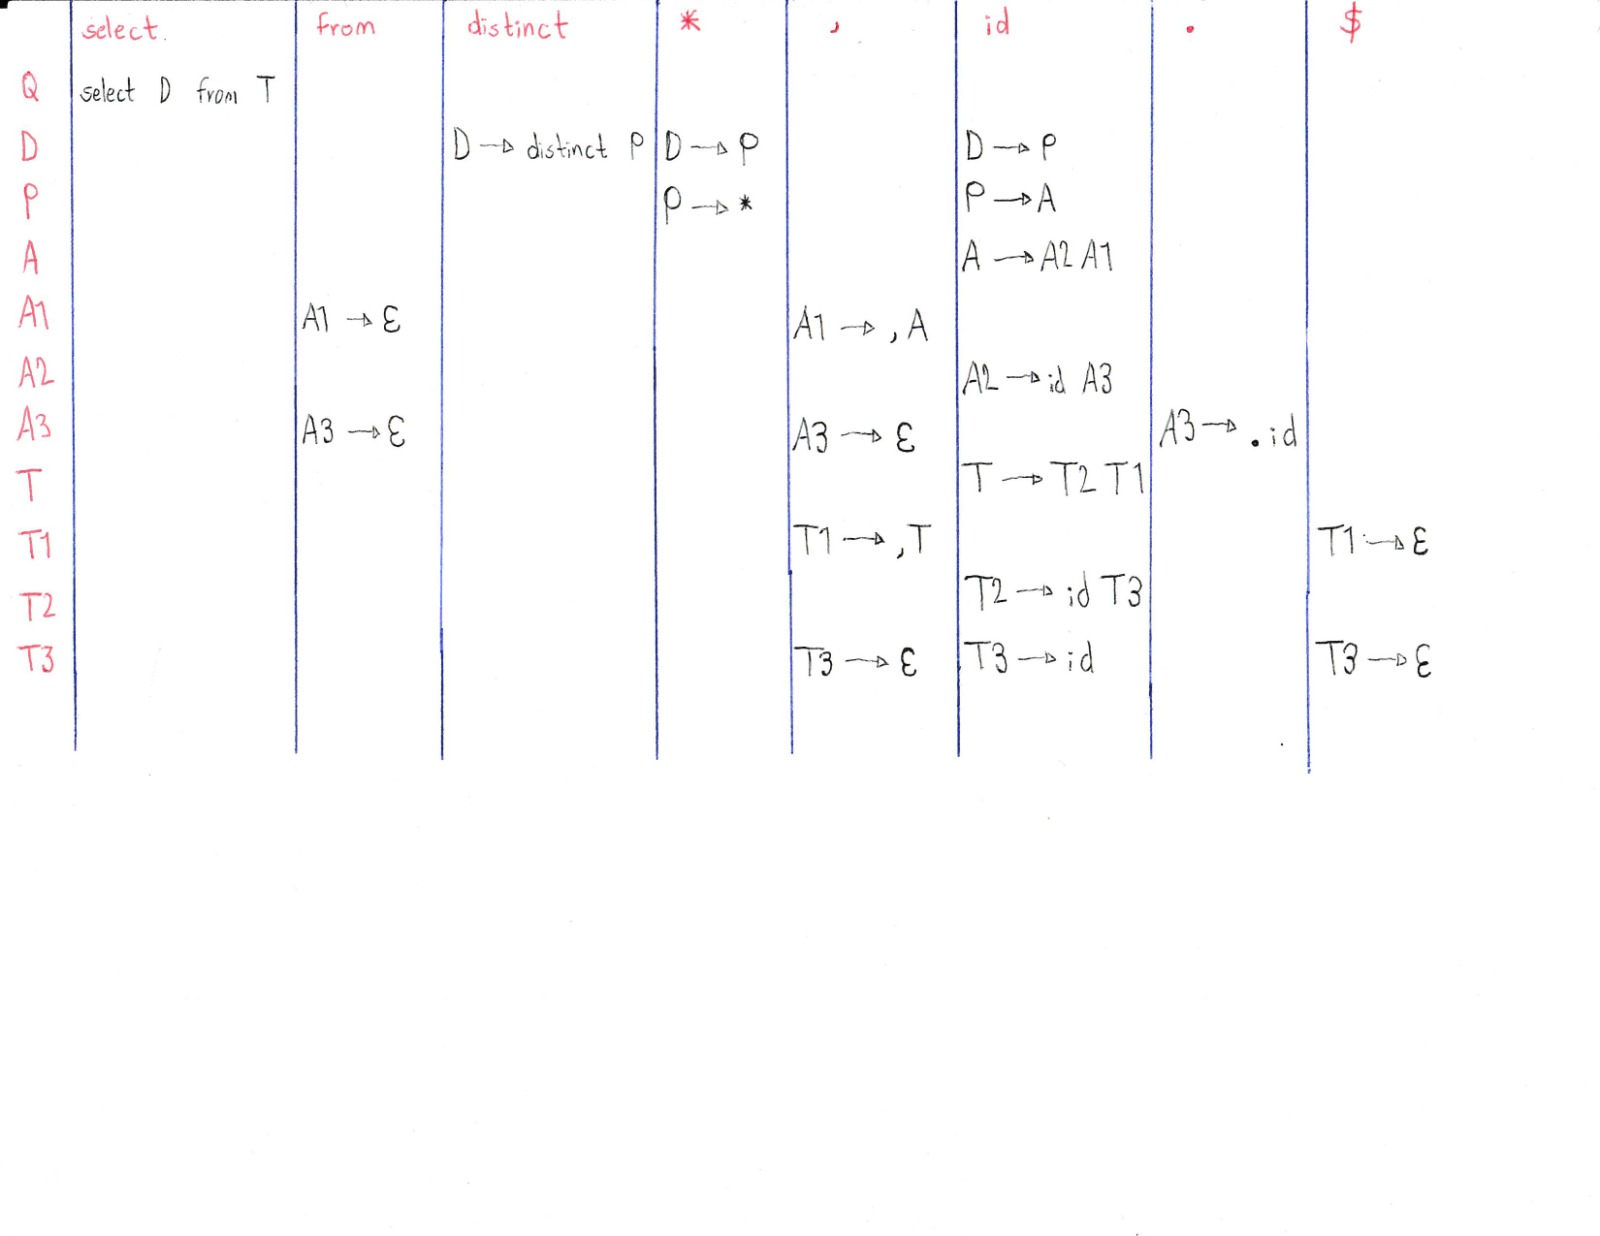 select. from distinct * , id . $
Q select D from T
D D → distinct P D → P D → P
P P → * P → A
A A → A2 A1
A1 A1 → Ɛ A1 → , A
A2 A2 → id A3
A3 A3 → Ɛ A3 → Ɛ A3 → . id
T T → T2 T1
T1 T1 → , T T1 → Ɛ
T2 T2 → id T3
T3 T3 → Ɛ T3 → id T3 → Ɛ